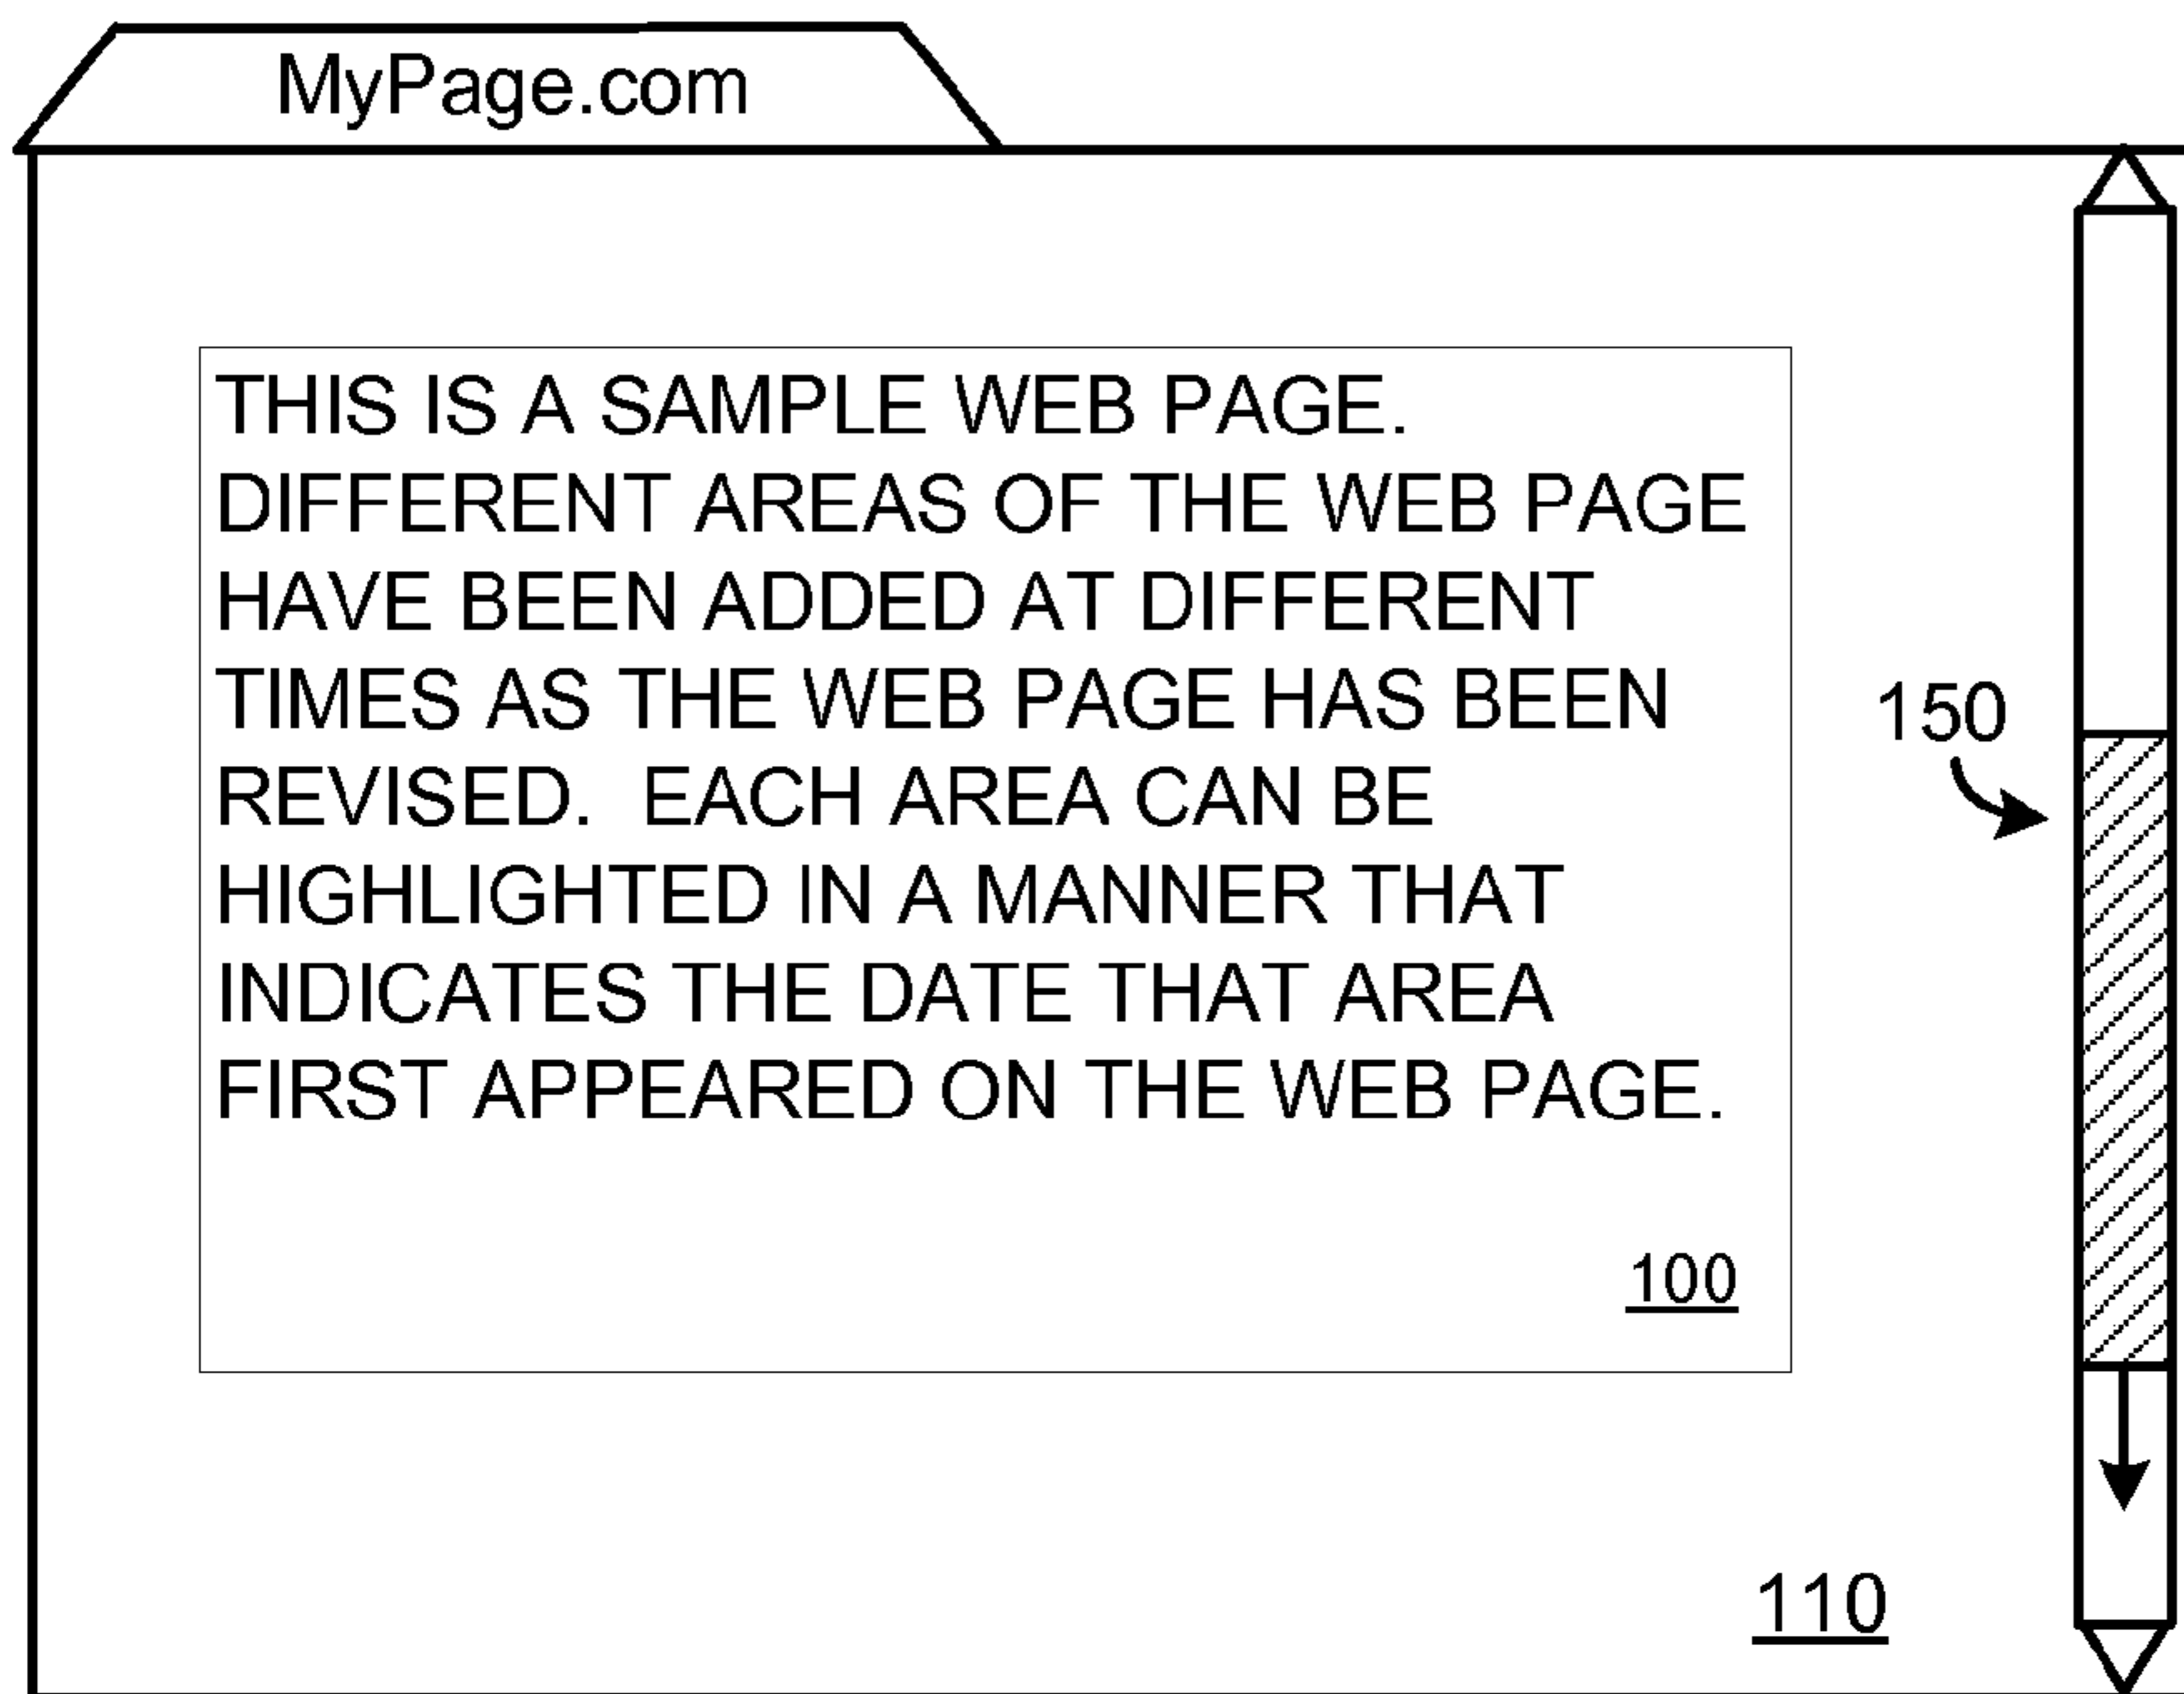 MyPage.com
THIS IS A SAMPLE WEB PAGE.
DIFFERENT AREAS OF THE WEB PAGE
HAVE BEEN ADDED AT DIFFERENT
TIMES AS THE WEB PAGE HAS BEEN
REVISED.  EACH AREA CAN BE
HIGHLIGHTED IN A MANNER THAT
INDICATES THE DATE THAT AREA
FIRST APPEARED ON THE WEB PAGE.
150
100
110